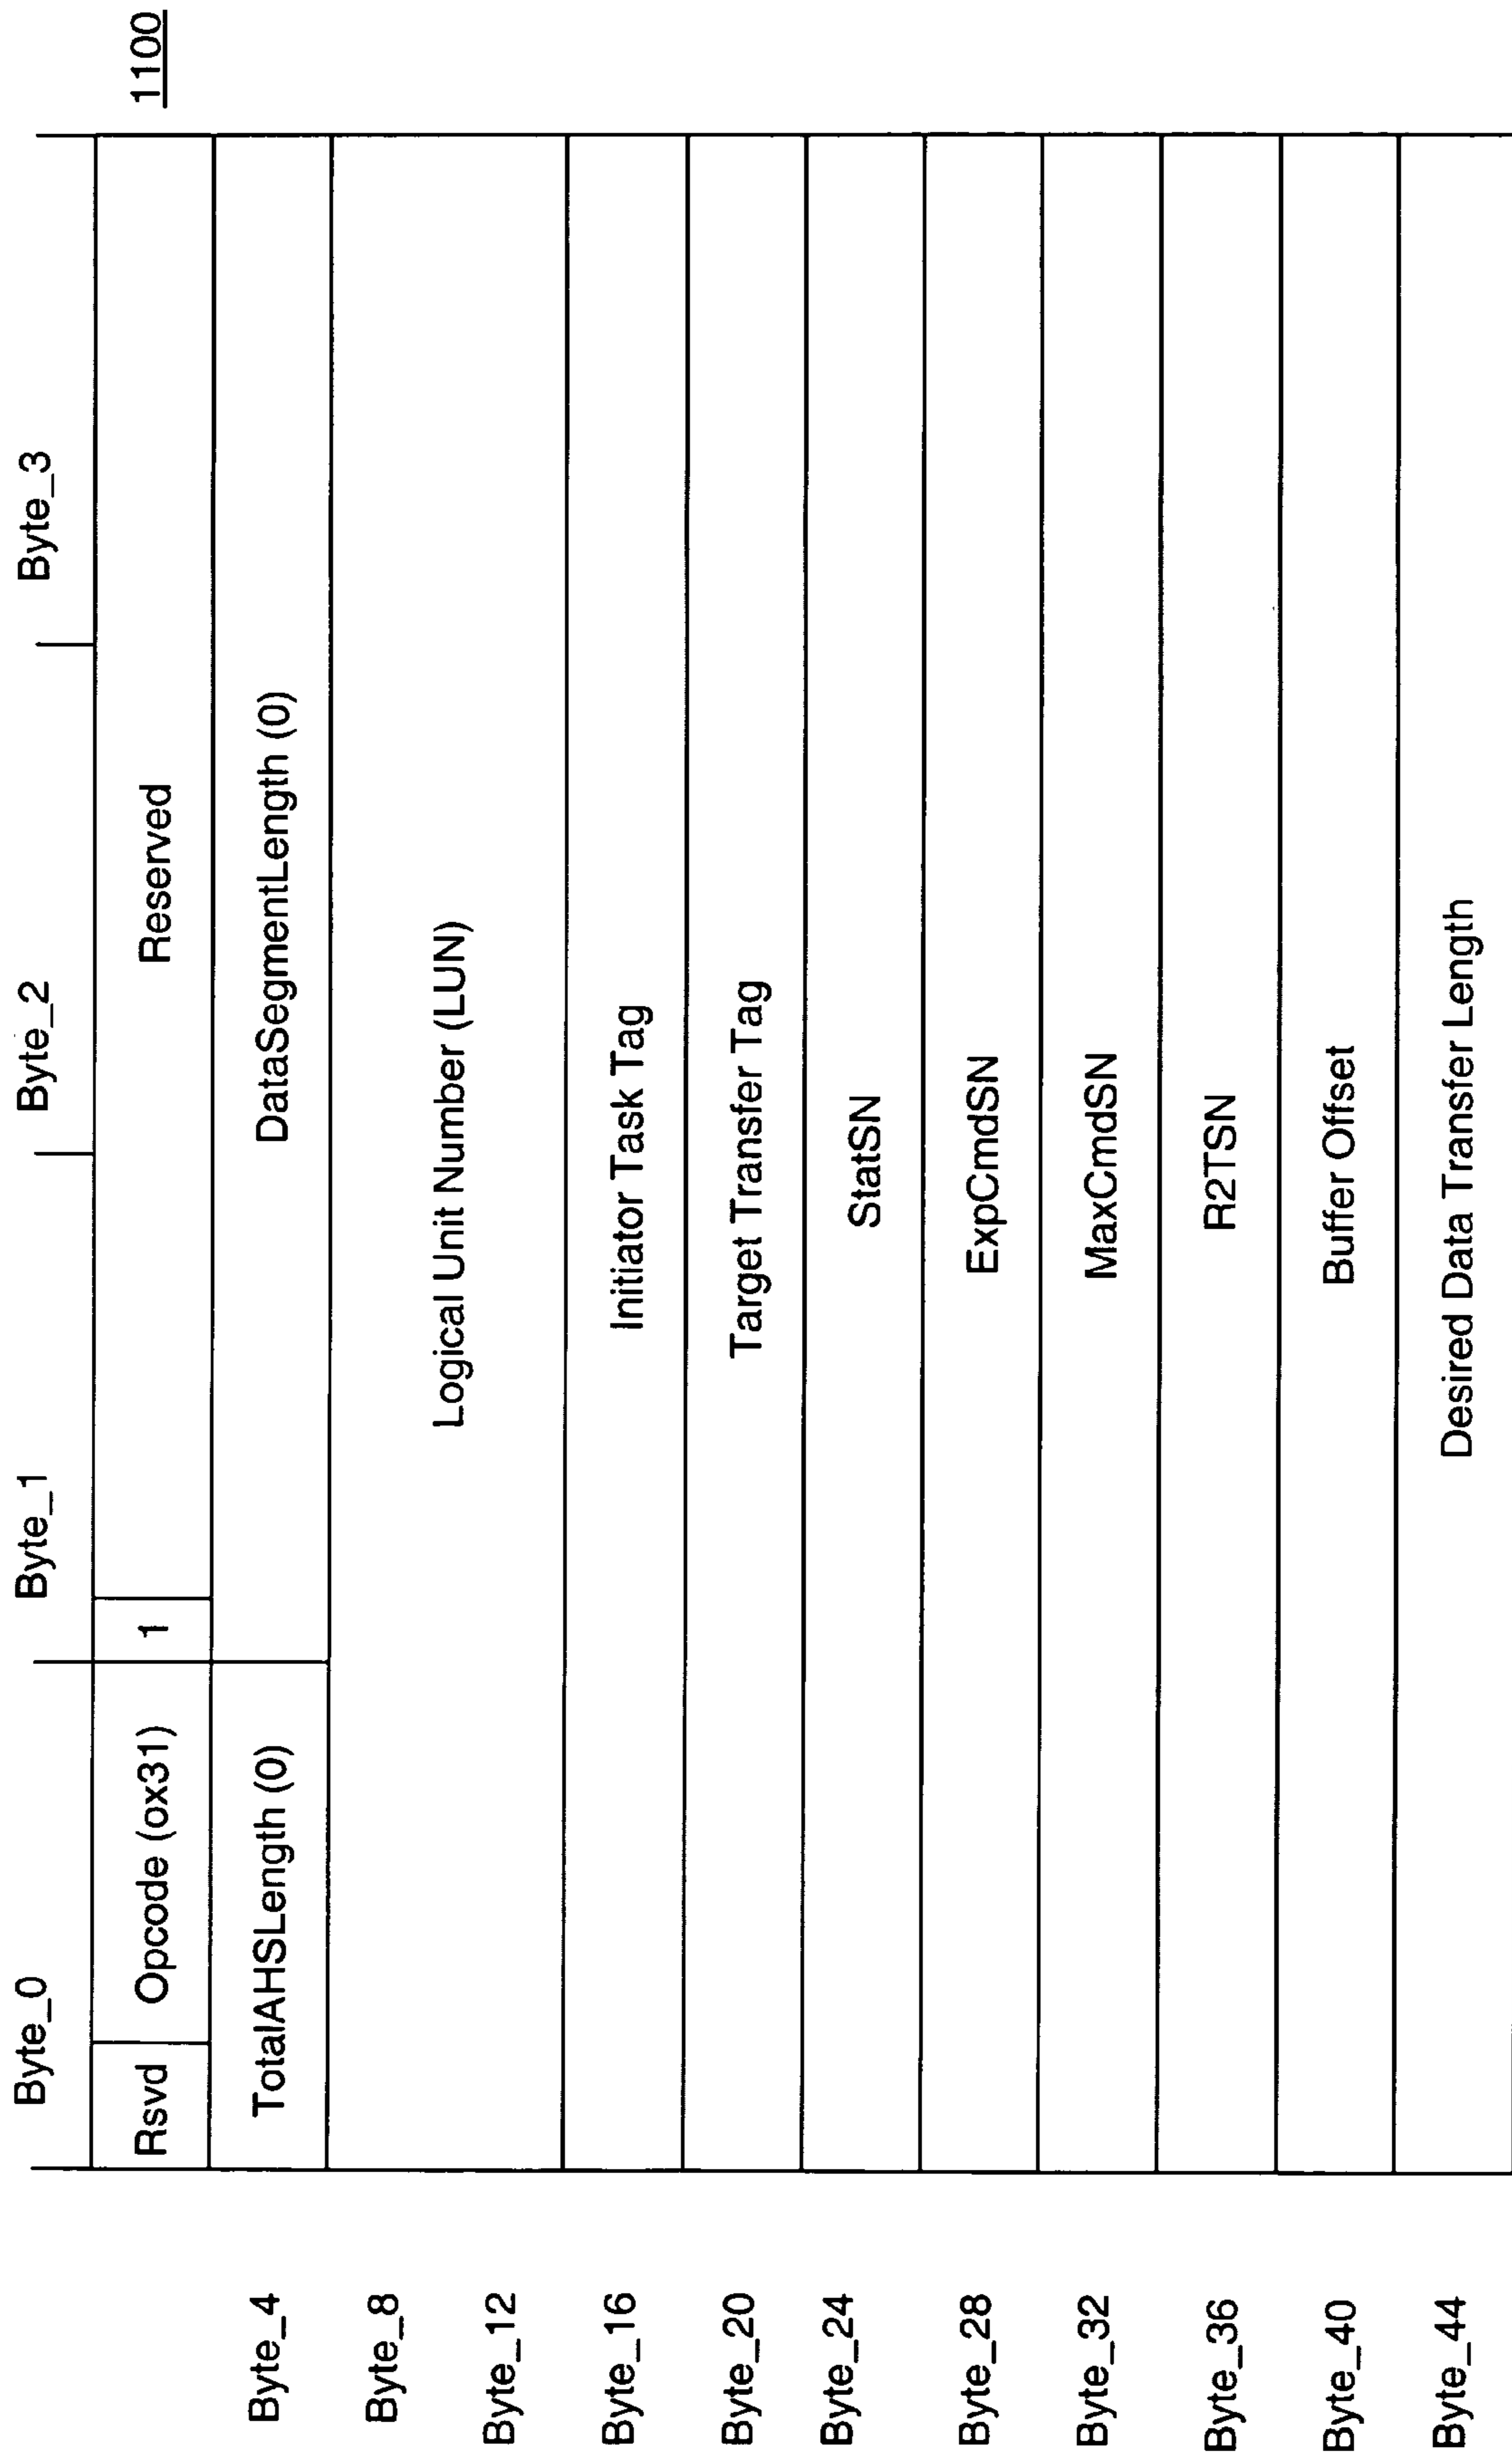 1100
Byte_0 Byte_1 Byte_2 Byte_3
Rsvd Opcode (ox31) 1 Reserved
Byte_4 TotalAHSLength (0) DataSegmentLength (0)
Byte_8
Logical Unit Number (LUN)
Byte_12
Byte_16 Initiator Task Tag
Byte_20 Target Transfer Tag
Byte_24 StatSN
Byte_28 ExpCmdSN
Byte_32 MaxCmdSN
Byte_36 R2TSN
Byte_40 Buffer Offset
Byte_44 Desired Data Transfer Length